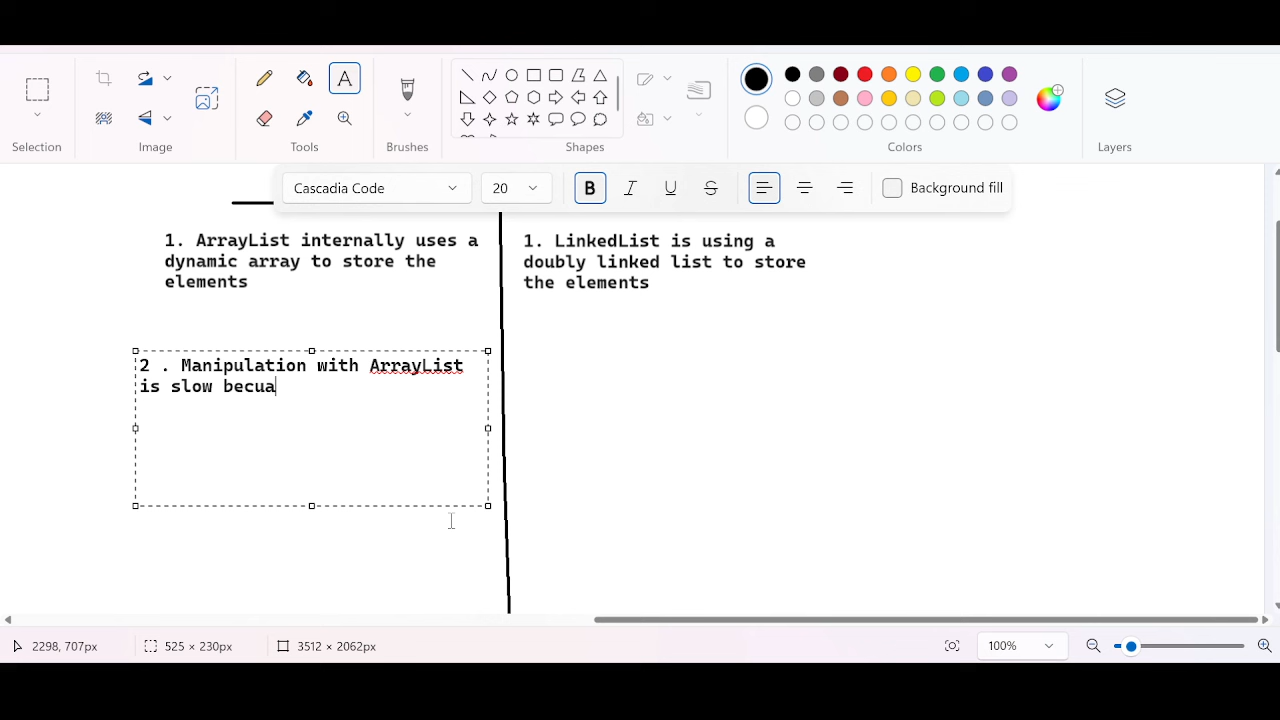 Selection
Image
Tools
Brushes
Shapes
Colors
Layers
Cascadia Code
20
B
Background fill
1. ArrayList internally uses a
dynamic array to store the
elements
1. LinkedList is using a
doubly linked list to store
the elements
2 . Manipulation with ArrayList
is slow becua
2298, 707px
525 × 230px
3512 × 2062px
100%